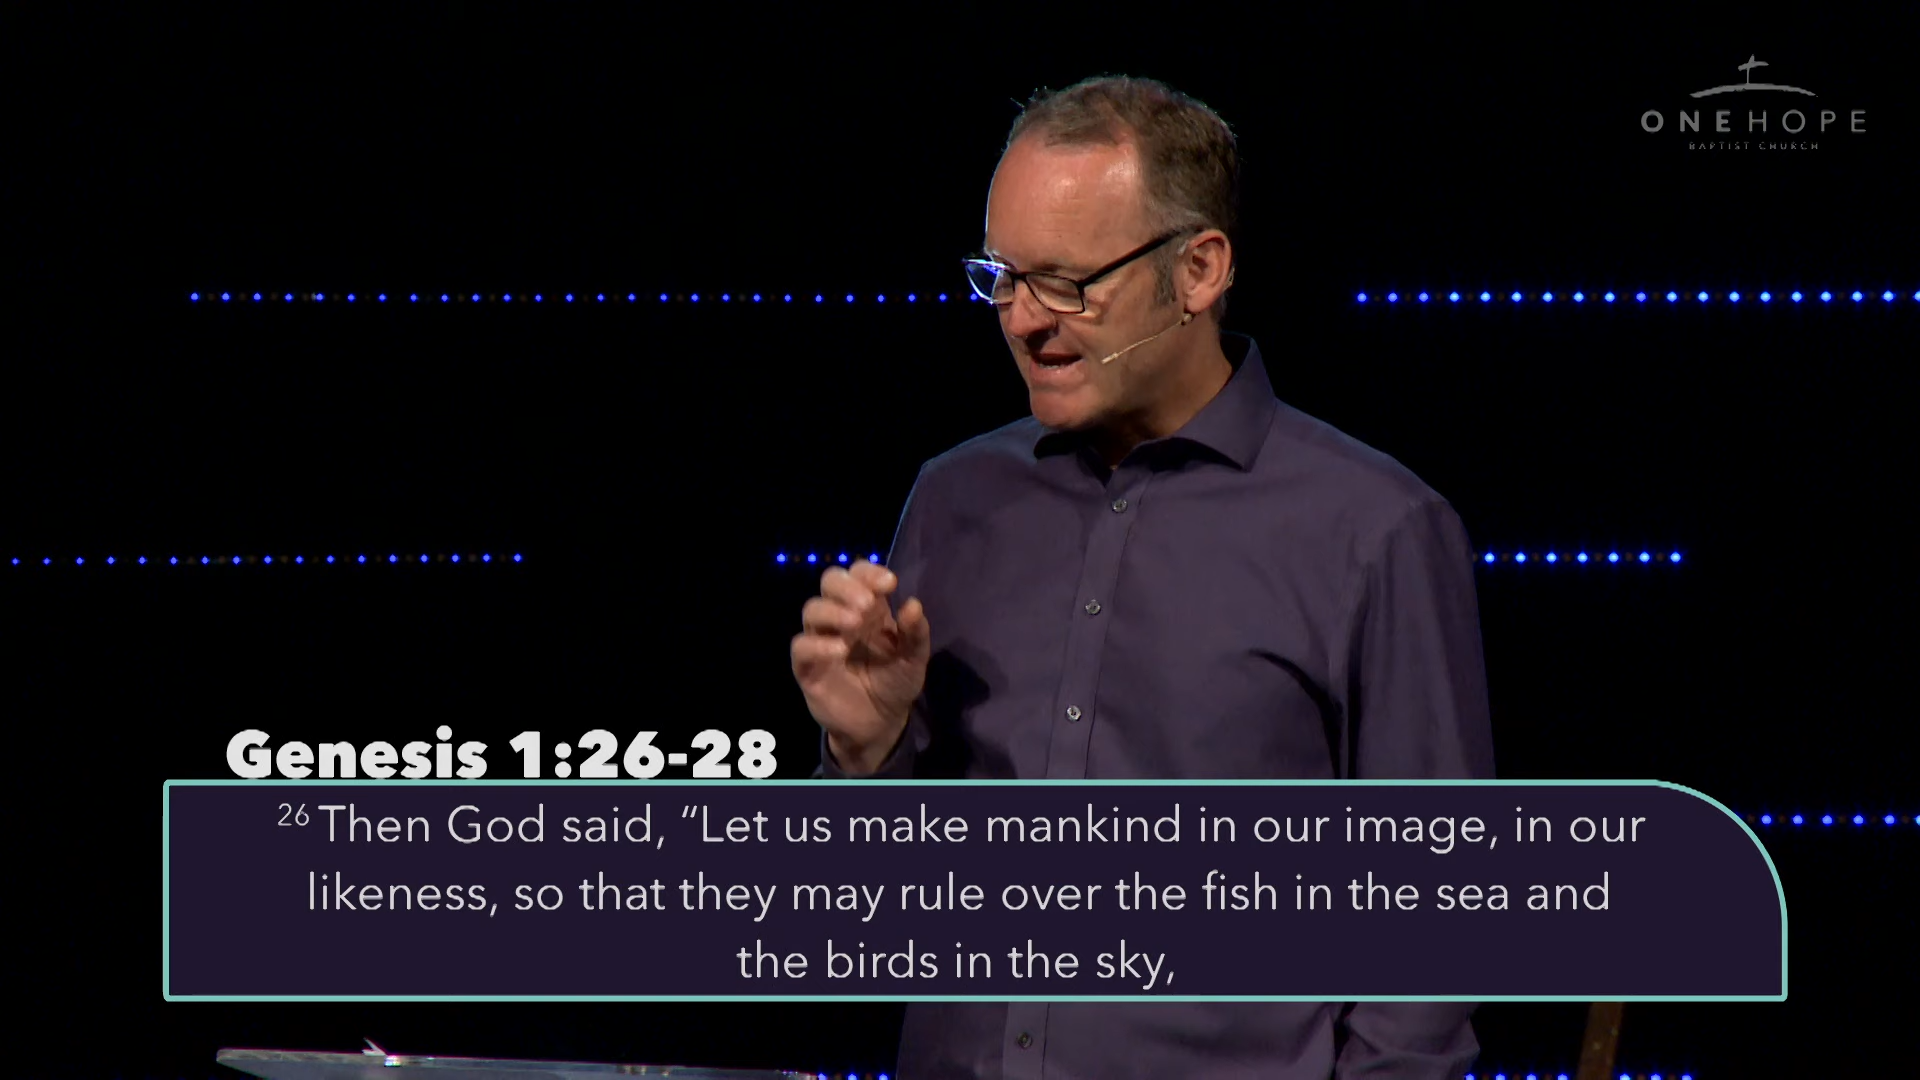 ONEHOPE
BAPTIST CHURCH
Genesis 1:26-28
26 Then God said, “Let us make mankind in our image, in our
likeness, so that they may rule over the fish in the sea and
the birds in the sky,